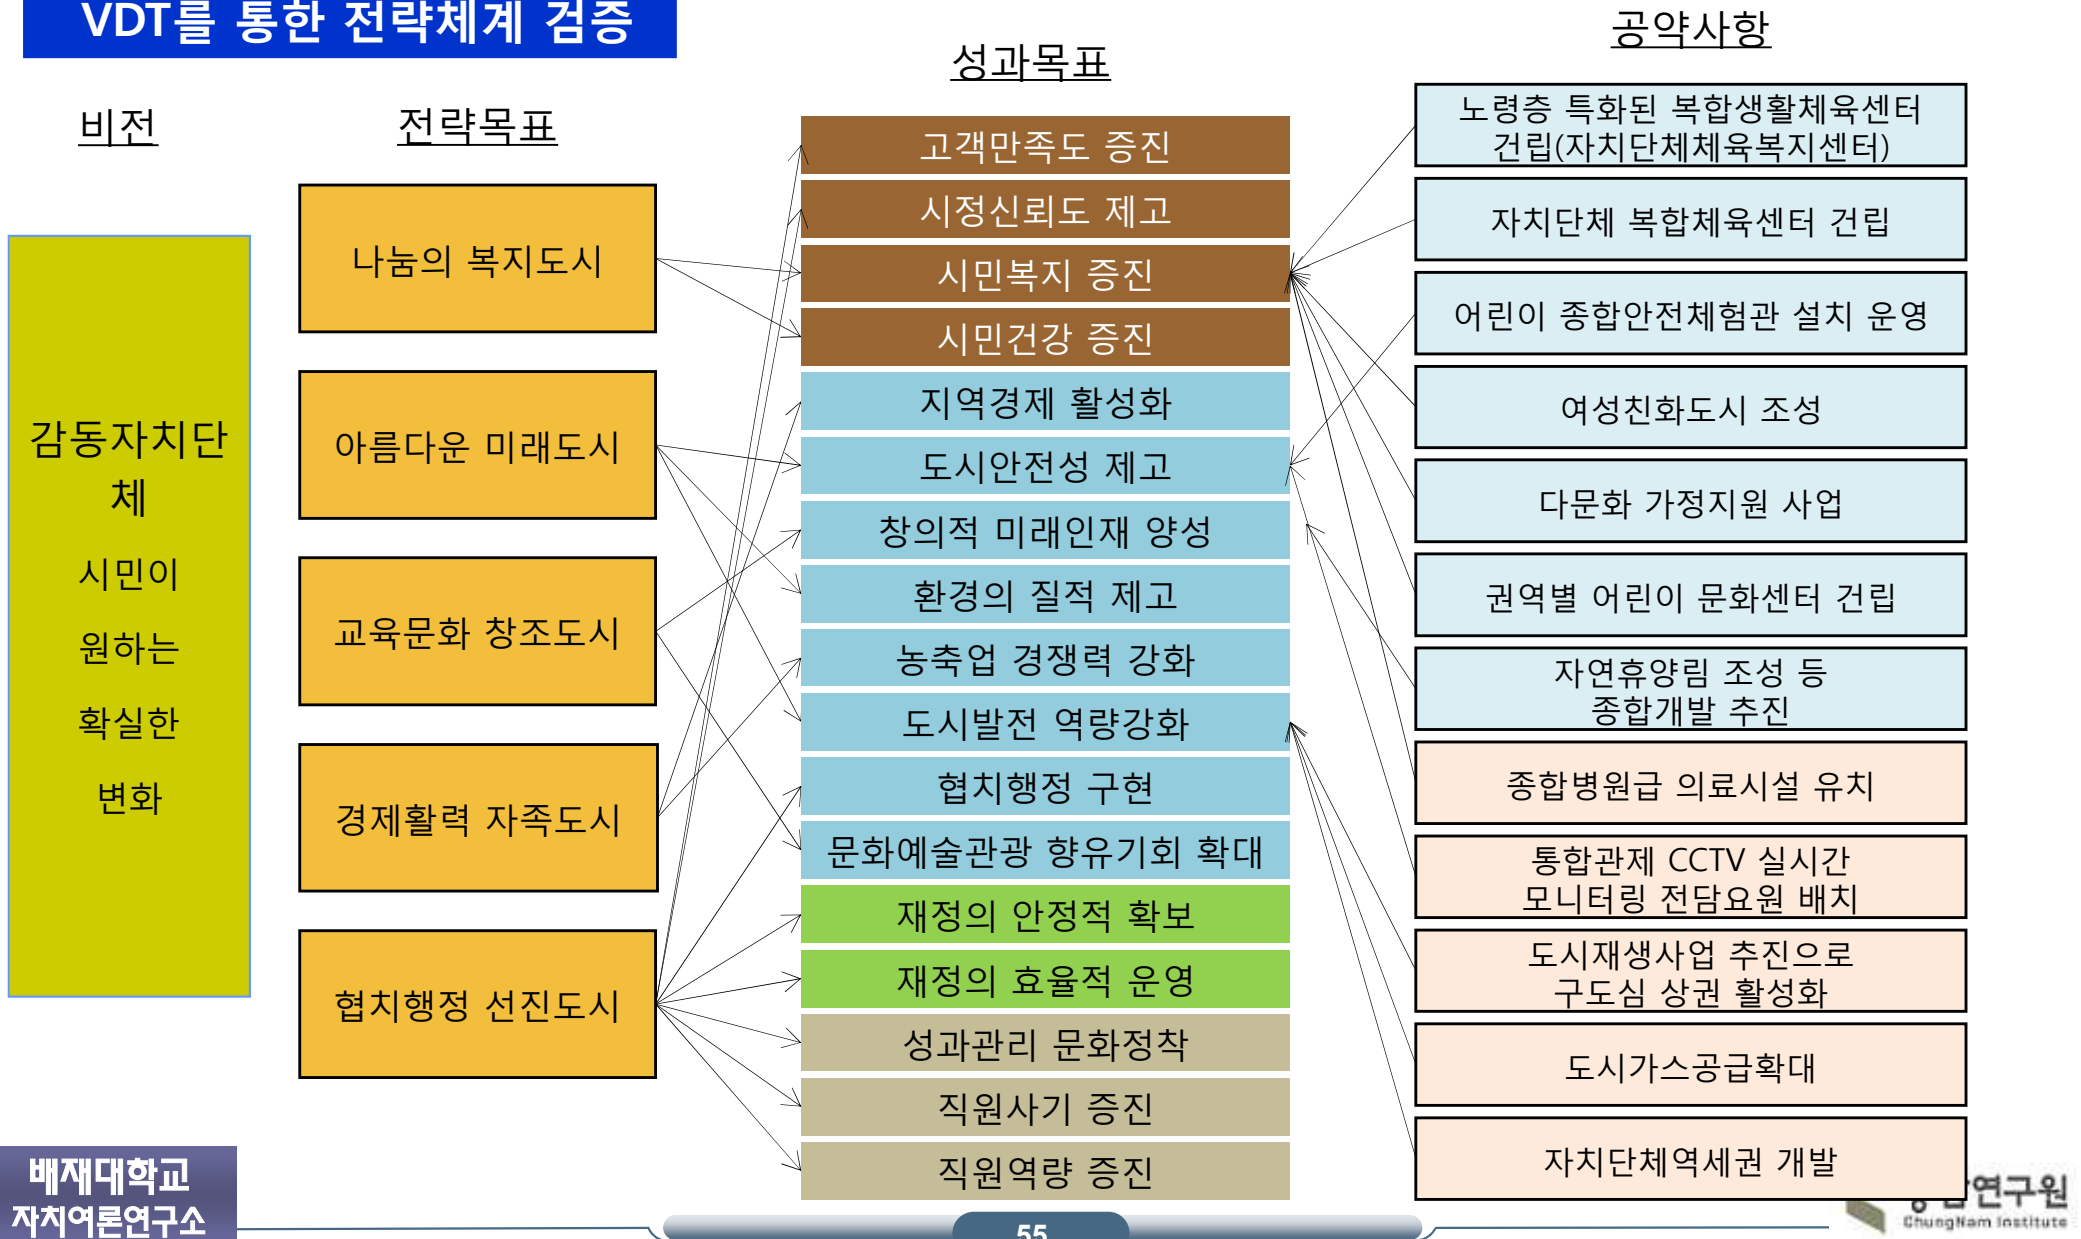 VDT를 통한 전략체계 검증
비전
전략목표
성과목표
공약사항
감동자치단
체
시민이
원하는
확실한
변화
나눔의 복지도시
아름다운 미래도시
교육문화 창조도시
경제활력 자족도시
협치행정 선진도시
고객만족도 증진
시정신뢰도 제고
시민복지 증진
시민건강 증진
지역경제 활성화
도시안전성 제고
창의적 미래인재 양성
환경의 질적 제고
농축업 경쟁력 강화
도시발전 역량강화
협치행정 구현
문화예술관광 향유기회 확대
재정의 안정적 확보
재정의 효율적 운영
성과관리 문화정착
직원사기 증진
직원역량 증진
노령층 특화된 복합생활체육센터
건립(자치단체체육복지센터)
자치단체 복합체육센터 건립
어린이 종합안전체험관 설치 운영
여성친화도시 조성
다문화 가정지원 사업
권역별 어린이 문화센터 건립
자연휴양림 조성 등
종합개발 추진
종합병원급 의료시설 유치
통합관제 CCTV 실시간
모니터링 전담요원 배치
도시재생사업 추진으로
구도심 상권 활성화
도시가스공급확대
자치단체역세권 개발
배재대학교
자치여론연구소
55
연구원
ChungNam Institute